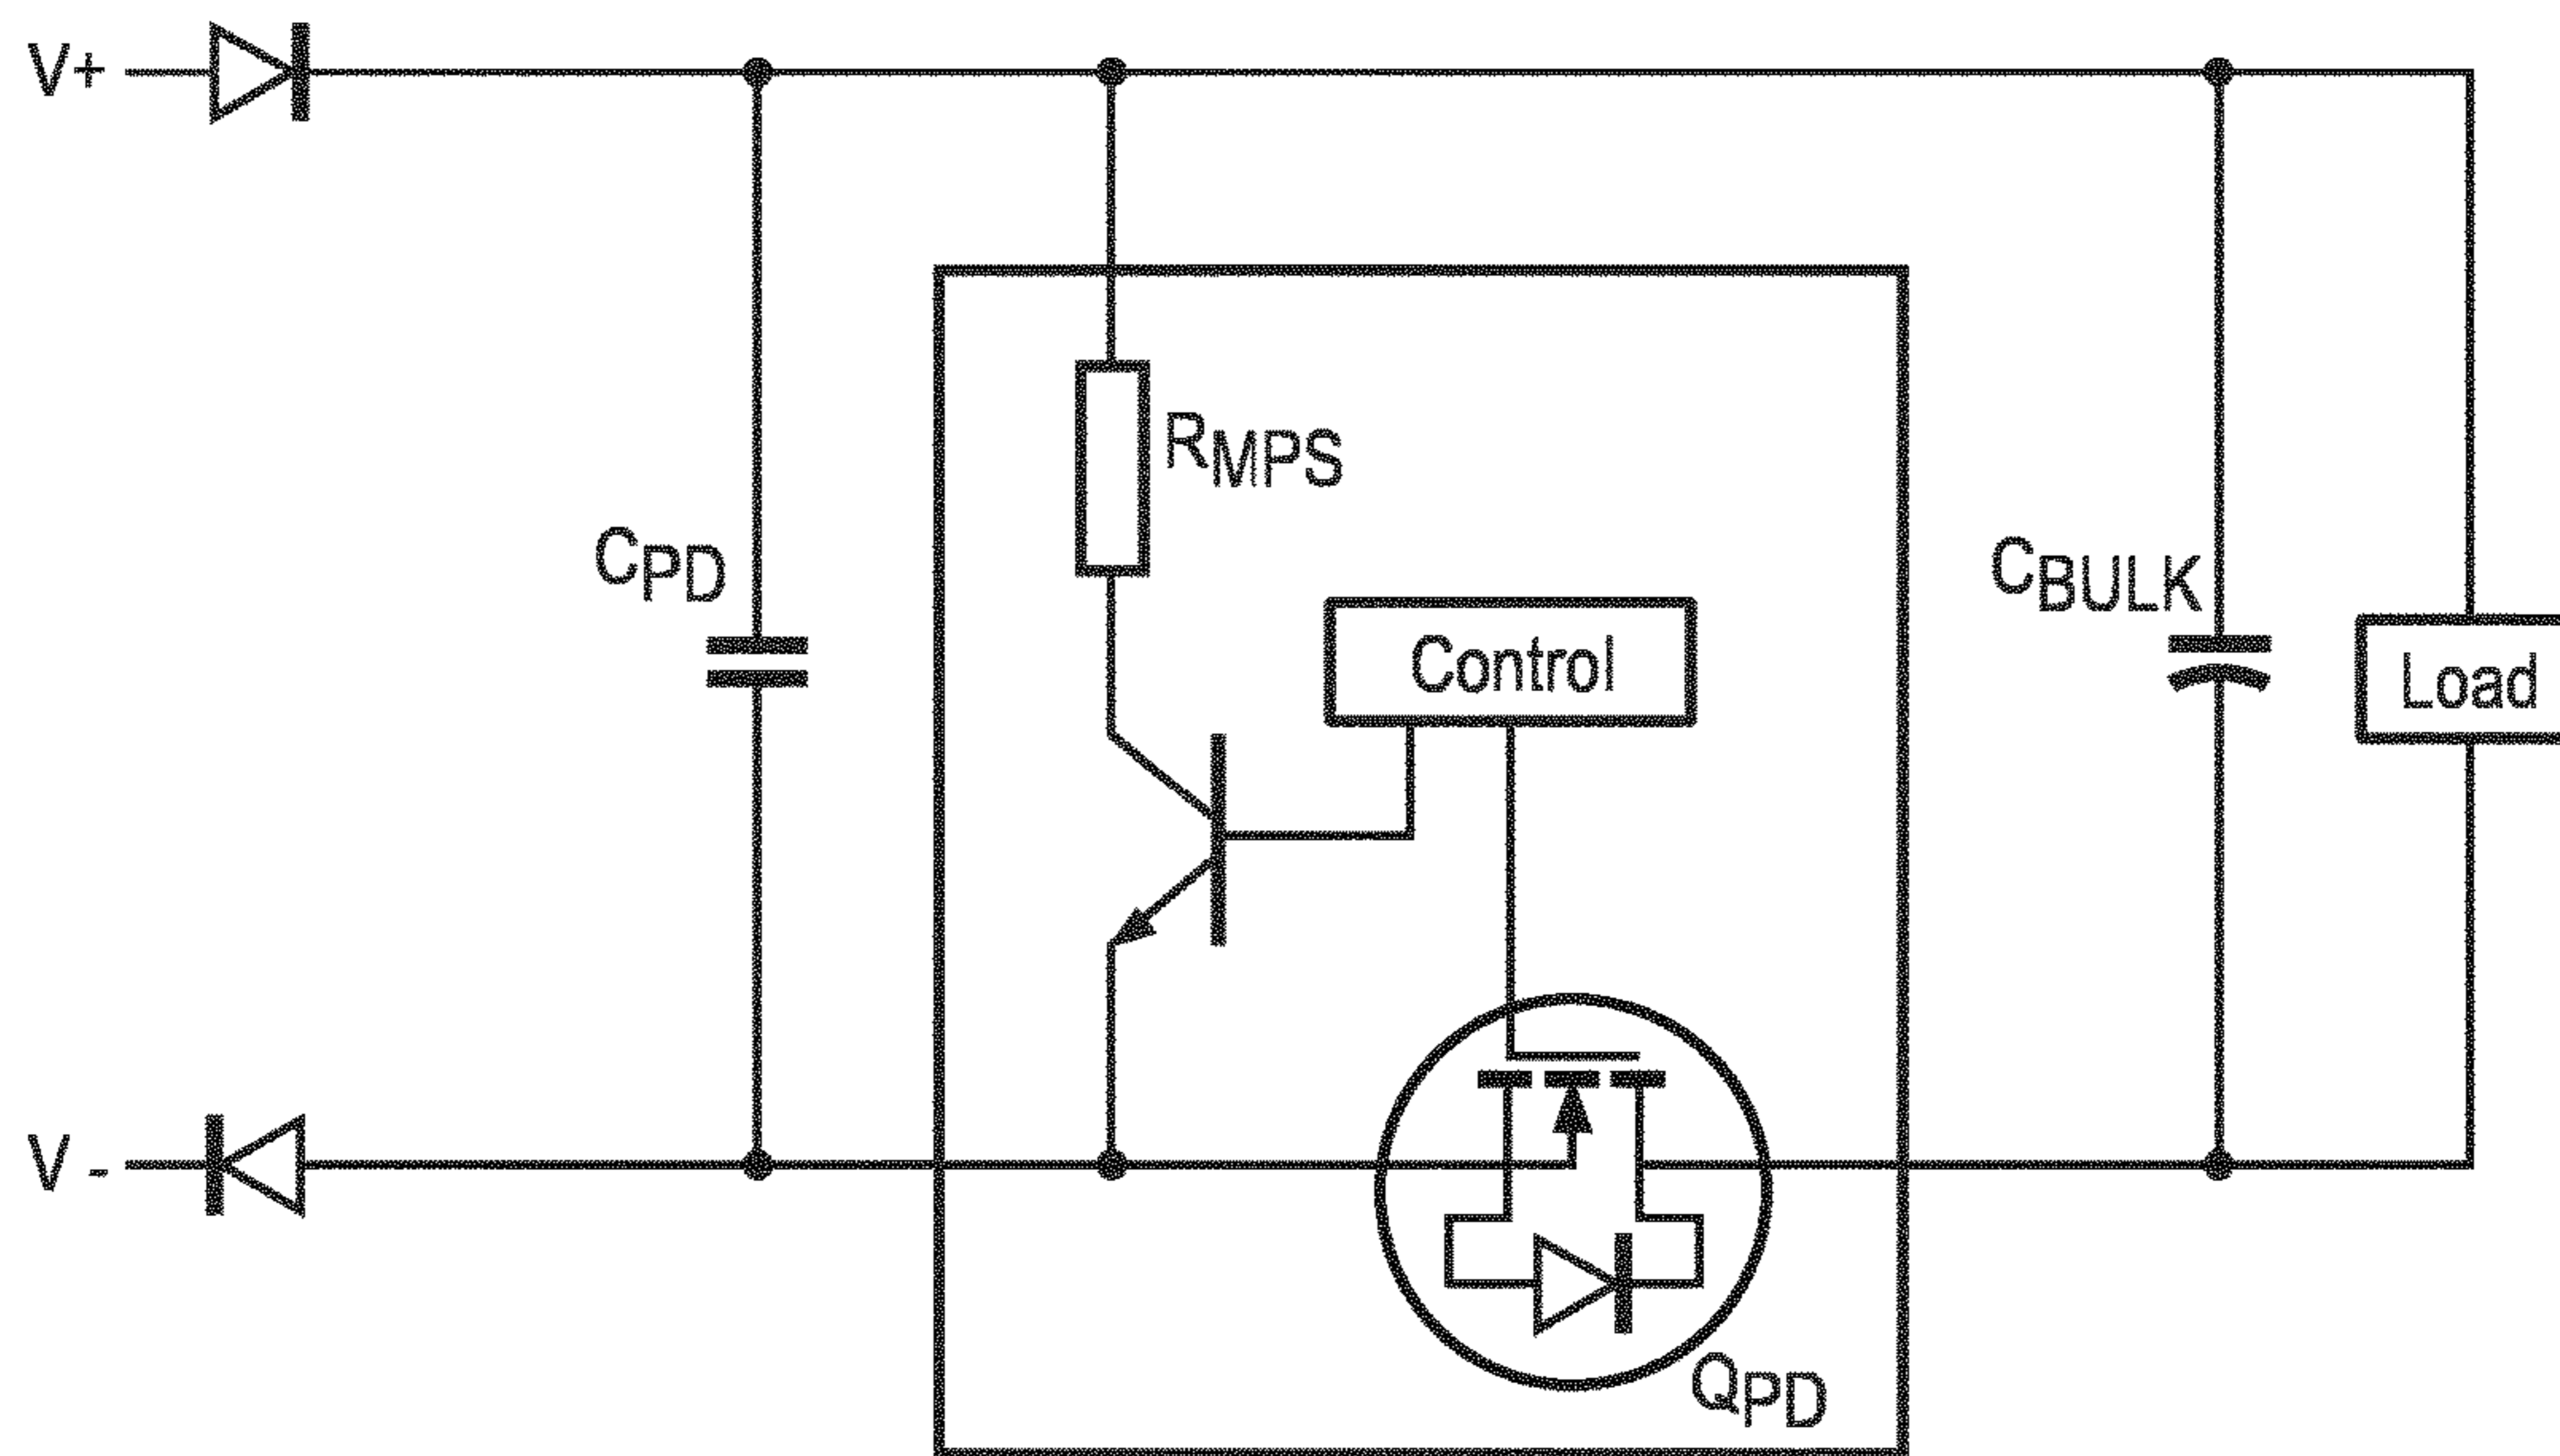 V+
RMPS
CPD
CBULK
Control
Load
V -
QPD